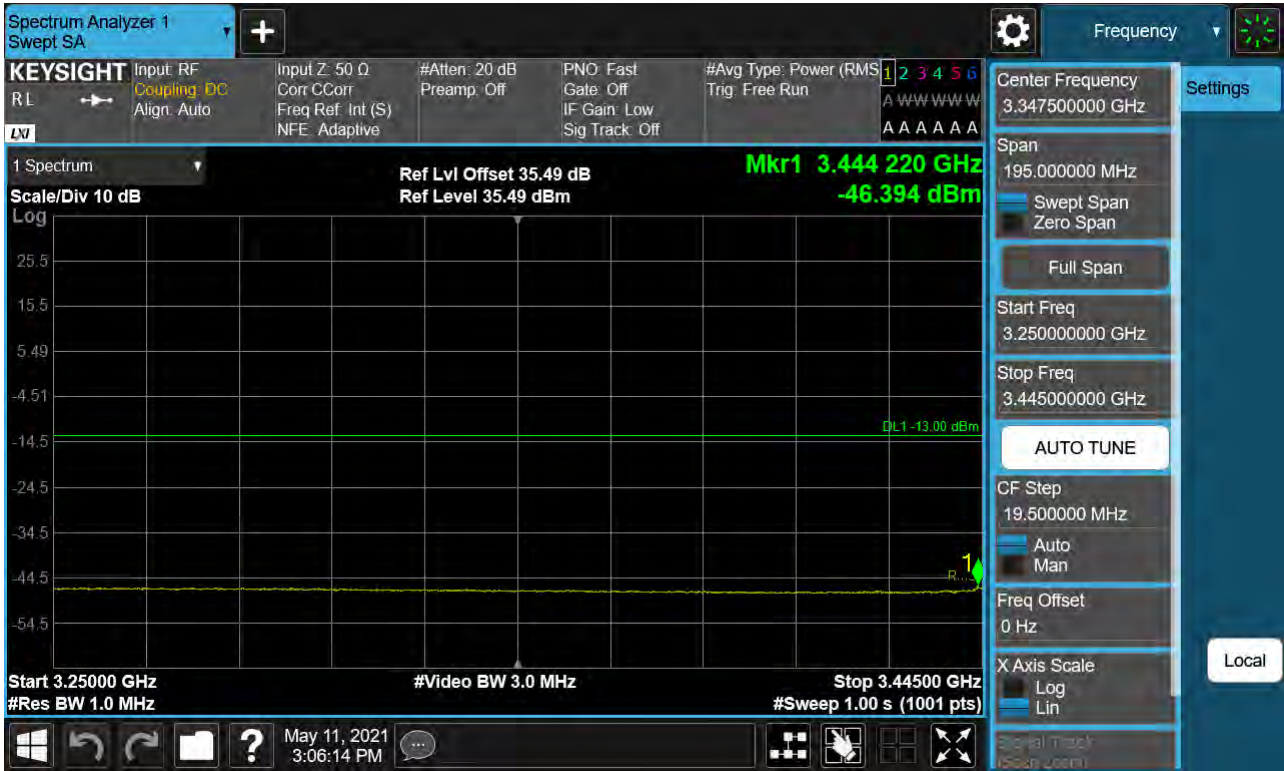 Spectrum Analyzer 1
Swept SA
+
Frequency
KEYSIGHT
RL
LXI
Input: RF
Coupling: DC
Align: Auto
Input Z: 50 Ω
Corr CCorr
Freq Ref: Int (S)
NFE: Adaptive
#Atten: 20 dB
Preamp: Off
PNO: Fast
Gate: Off
IF Gain: Low
Sig Track: Off
#Avg Type: Power (RMS
Trig: Free Run
1 2 3 4 5 6
A W W W W W
A A A A A A
1 Spectrum
Scale/Div 10 dB
Log
Ref Lvl Offset 35.49 dB
Ref Level 35.49 dBm
Mkr1 3.444 220 GHz
-46.394 dBm
25.5
15.5
5.49
-4.51
DL1 -13.00 dBm
-14.5
-24.5
-34.5
1
R...S
-44.5
-54.5
Start 3.25000 GHz
#Video BW 3.0 MHz
Stop 3.44500 GHz
#Res BW 1.0 MHz
#Sweep 1.00 s (1001 pts)
Center Frequency
3.347500000 GHz
Settings
Span
195.000000 MHz
Swept Span
Zero Span
Full Span
Start Freq
3.250000000 GHz
Stop Freq
3.445000000 GHz
AUTO TUNE
CF Step
19.500000 MHz
Auto
Man
Freq Offset
0 Hz
X Axis Scale
Log
Lin
Local
Signal Track
(Span Zoom)
?
May 11, 2021
3:06:14 PM